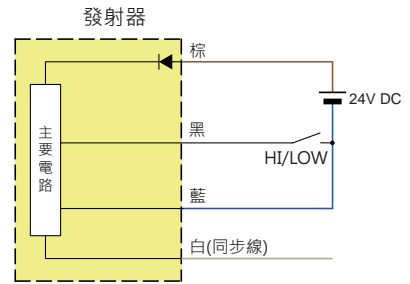 發射器
棕
24V DC
主要電路
黑
HI/LOW
藍
白(同步線)